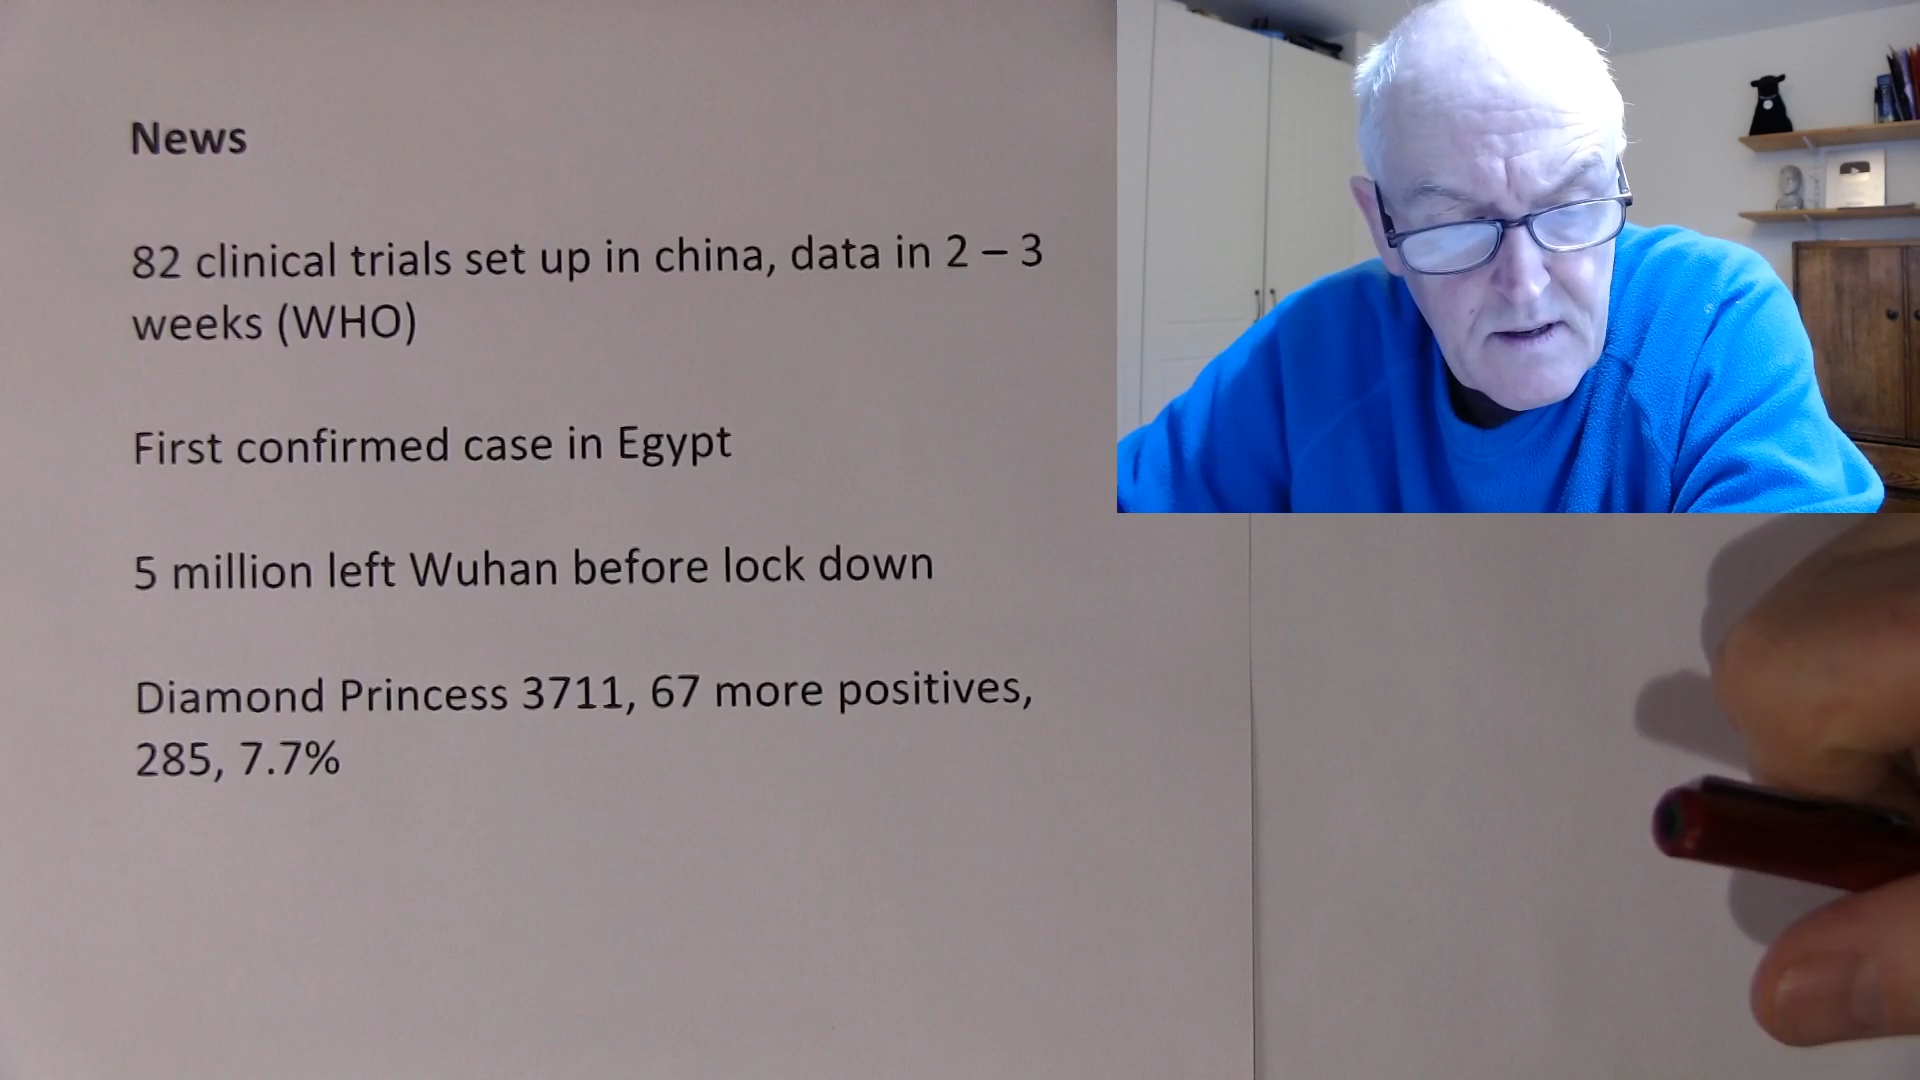 News
82 clinical trials set up in china, data in 2 – 3
weeks (WHO)
First confirmed case in Egypt
5 million left Wuhan before lock down
Diamond Princess 3711, 67 more positives,
285, 7.7%